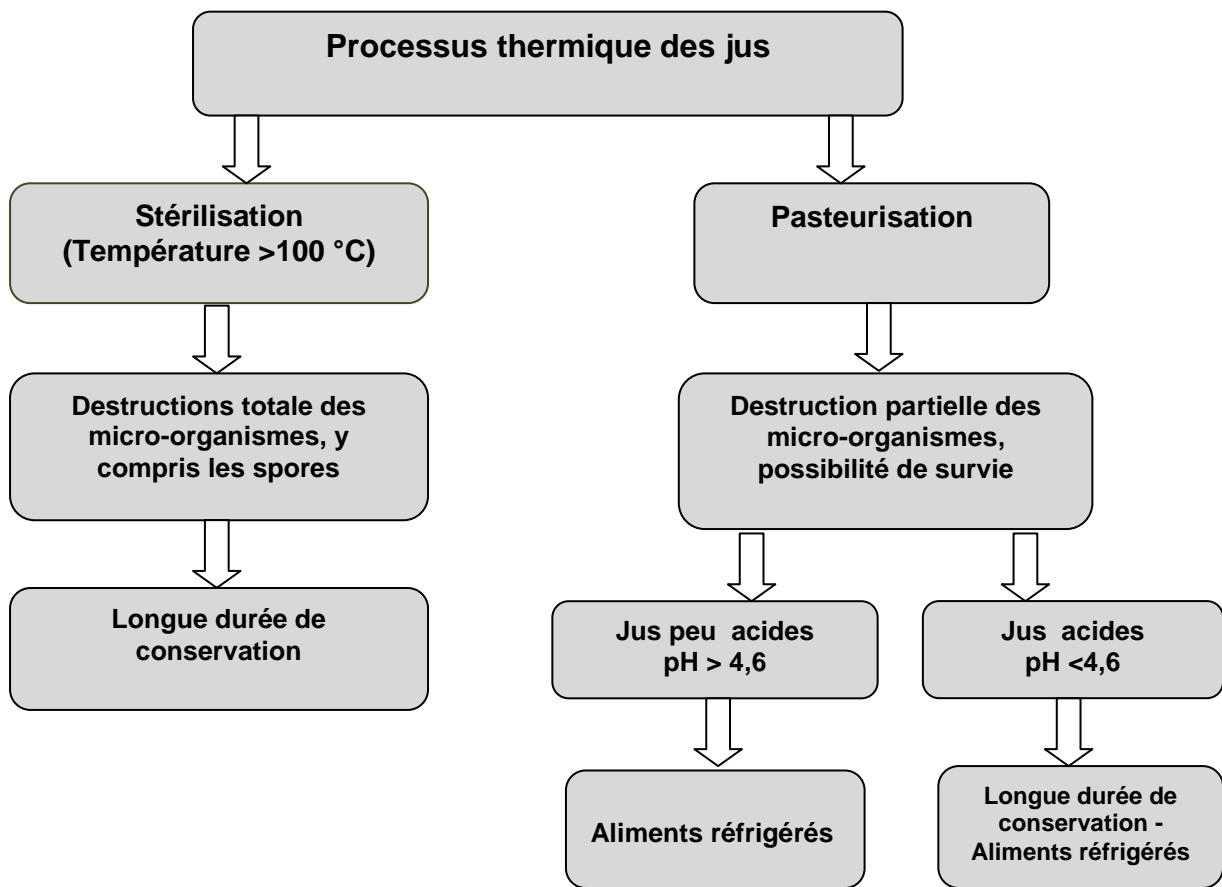 Processus thermique des jus
Stérilisation
(Température >100 °C)
Pasteurisation
Destructions totale des
micro-organismes, y
compris les spores
Destruction partielle des
micro-organismes,
possibilité de survie
Longue durée de
conservation
Jus peu  acides
pH > 4,6
Jus  acides
pH <4,6
Aliments réfrigérés
Longue durée de
conservation -
Aliments réfrigérés